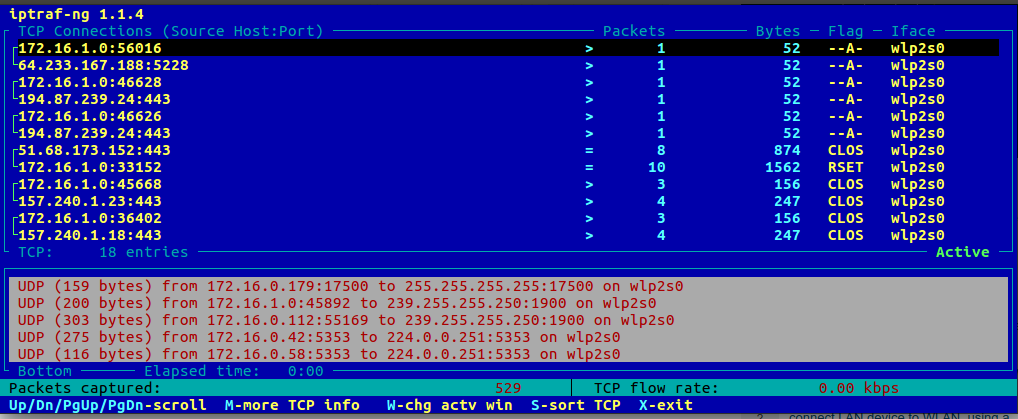 iptraf-ng 1.1.4
TCP Connections (Source Host:Port) Packets Bytes Flag Iface
172.16.1.0:56016 > 1 52 --A- wlp2s0
64.233.167.188:5228 > 1 52 --A- wlp2s0
172.16.1.0:46628 > 1 52 --A- wlp2s0
194.87.239.24:443 > 1 52 --A- wlp2s0
172.16.1.0:46626 > 1 52 --A- wlp2s0
194.87.239.24:443 > 1 52 --A- wlp2s0
51.68.173.152:443 = 8 874 CLOS wlp2s0
172.16.1.0:33152 = 10 1562 RSET wlp2s0
172.16.1.0:45668 > 3 156 CLOS wlp2s0
157.240.1.23:443 > 4 247 CLOS wlp2s0
172.16.1.0:36402 > 3 156 CLOS wlp2s0
157.240.1.18:443 > 4 247 CLOS wlp2s0
TCP: 18 entries Active
UDP (159 bytes) from 172.16.0.179:17500 to 255.255.255.255:17500 on wlp2s0
UDP (200 bytes) from 172.16.1.0:45892 to 239.255.255.250:1900 on wlp2s0
UDP (303 bytes) from 172.16.0.112:55169 to 239.255.255.250:1900 on wlp2s0
UDP (275 bytes) from 172.16.0.42:5353 to 224.0.0.251:5353 on wlp2s0
UDP (116 bytes) from 172.16.0.58:5353 to 224.0.0.251:5353 on wlp2s0
Bottom Elapsed time: 0:00
Packets captured: 529 TCP flow rate: 0.00 kbps
Up/Dn/PgUp/PgDn-scroll M-more TCP info W-chg actv win S-sort TCP X-exit
connect LAN device to WLAN, using a